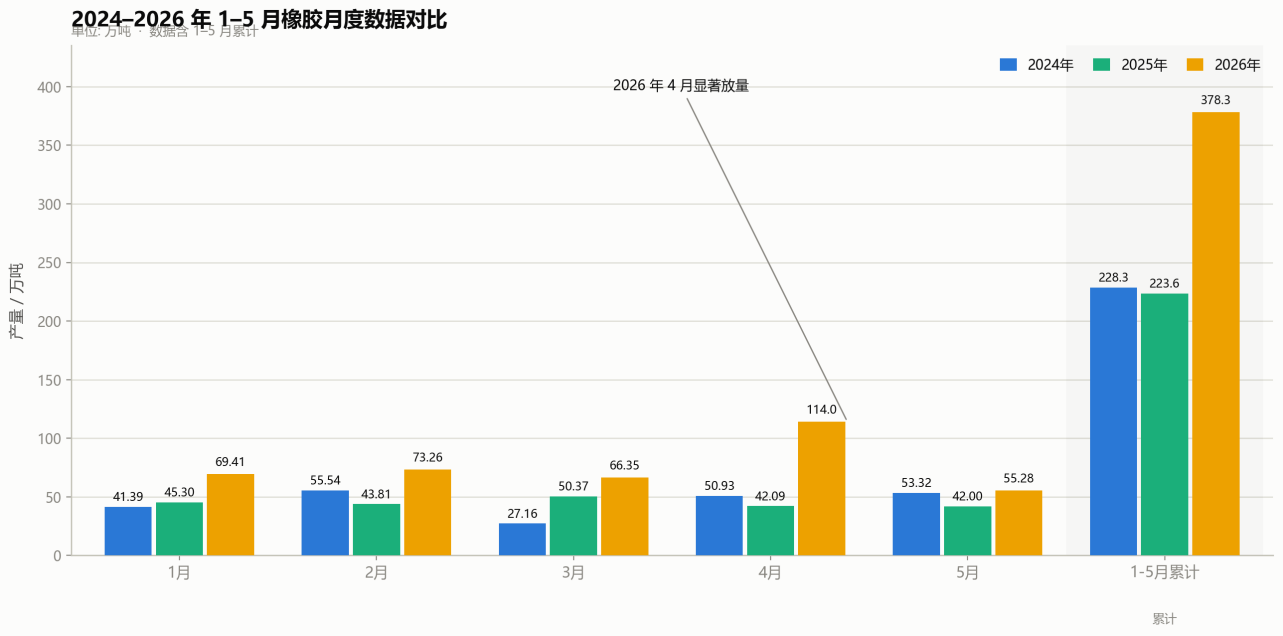 2024–2026 年 1–5 月橡胶月度数据对比
单位: 万吨 · 数据含 1–5 月累计
2024年 2025年 2026年
2026 年 4 月显著放量
产量 / 万吨
400
350
300
250
200
150
100
50
0
41.39 45.30 69.41
55.54 43.81 73.26
27.16 50.37 66.35
50.93 42.09 114.0
53.32 42.00 55.28
228.3 223.6 378.3
1月 2月 3月 4月 5月 1-5月累计
累计